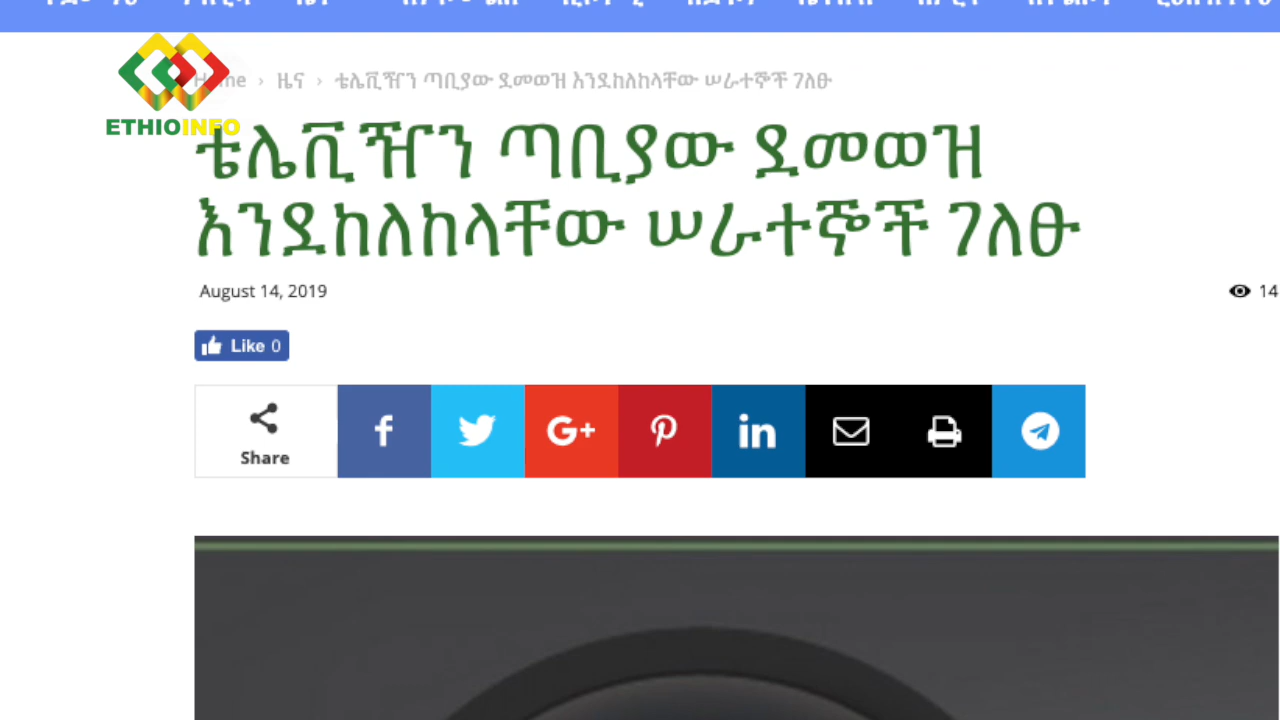 Home › ዜና › ቴሌቪዥን ጣቢያው ደመወዝ እንደከለከላቸው ሠራተኞች ገለፁ
ETHIOINFO
ቴሌቪዥን ጣቢያው ደመወዝ
እንደከለከላቸው ሠራተኞች ገለፁ
August 14, 2019
14
Like 0
Share